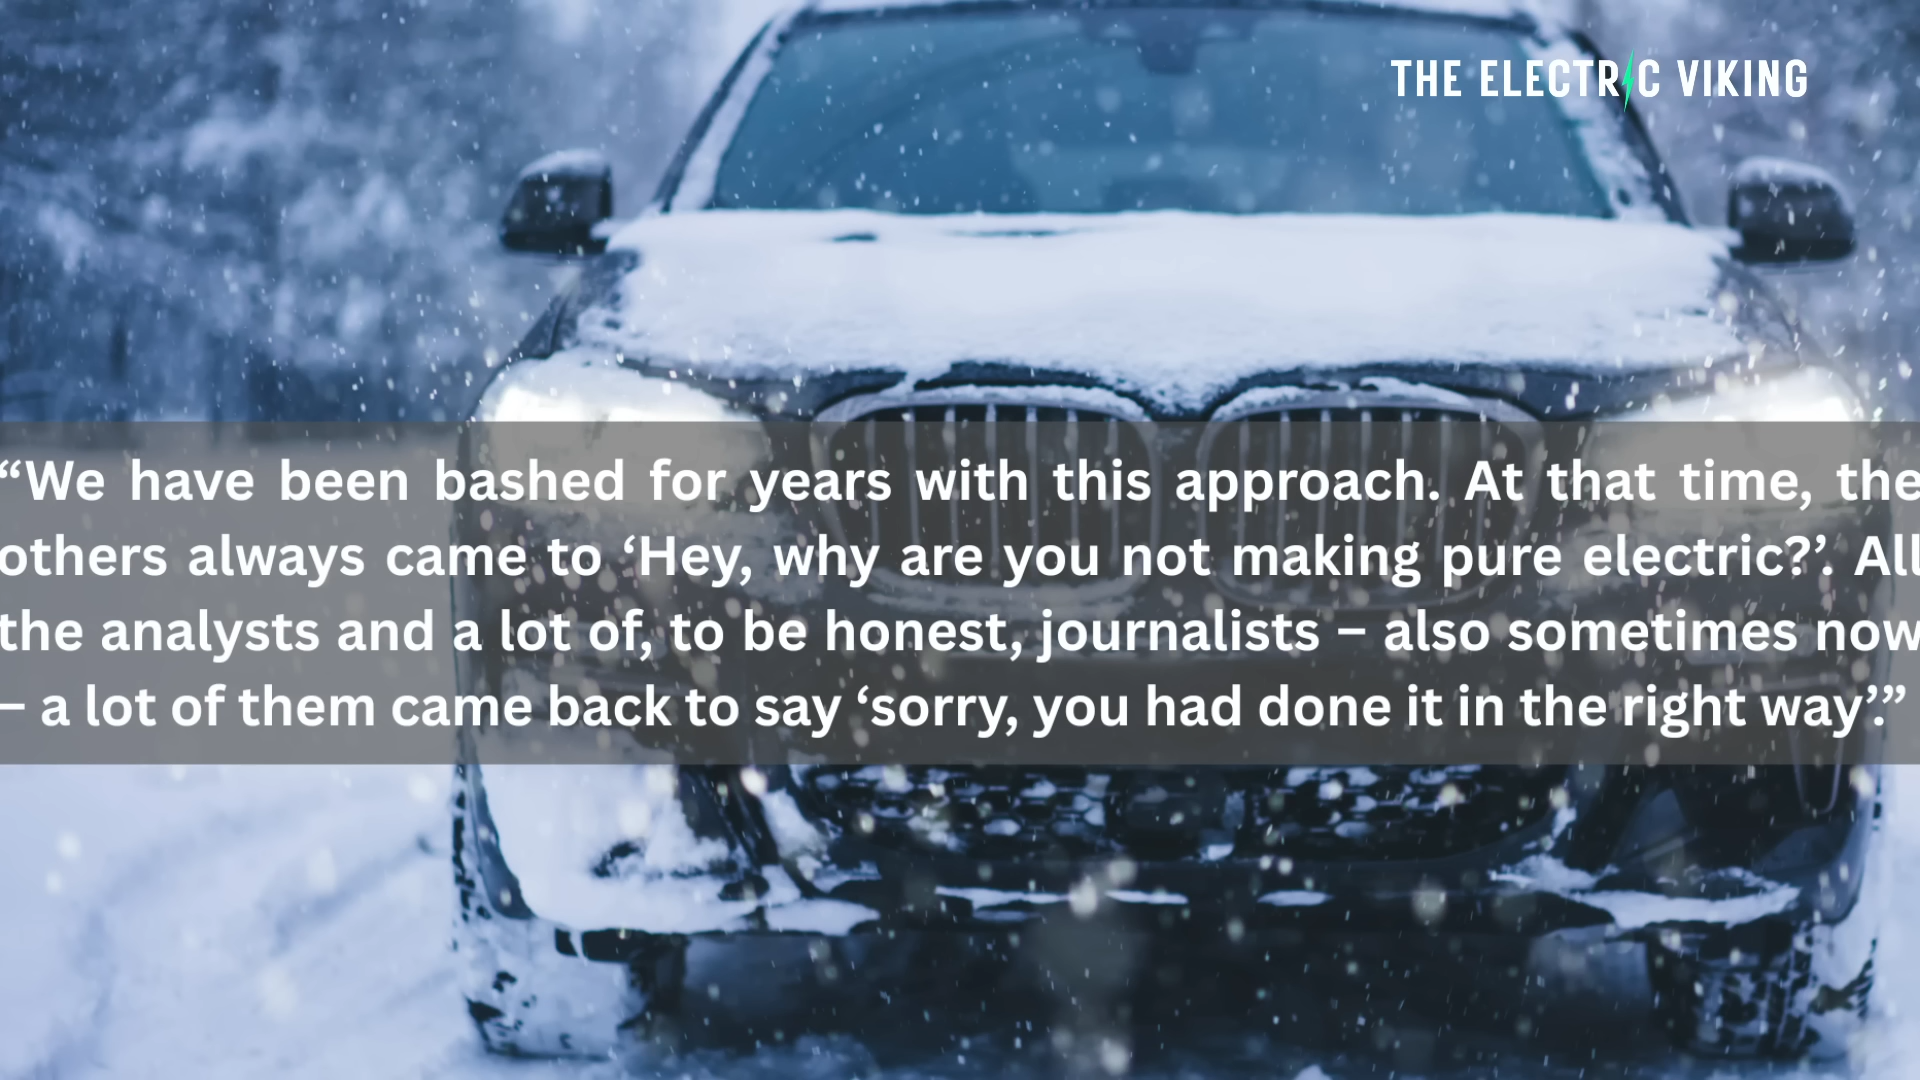 THE ELECTRIC VIKING
“We have been bashed for years with this approach. At that time, the
others always came to ‘Hey, why are you not making pure electric?’. All
the analysts and a lot of, to be honest, journalists – also sometimes now
– a lot of them came back to say ‘sorry, you had done it in the right way’.”